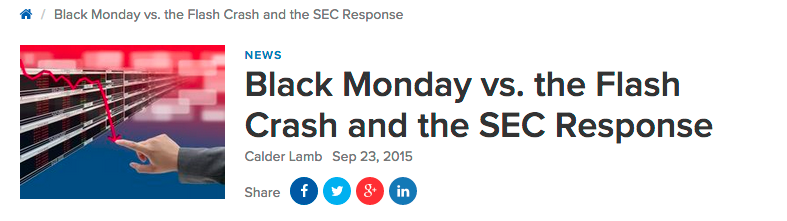 / Black Monday vs. the Flash Crash and the SEC Response
NEWS
Black Monday vs. the Flash
Crash and the SEC Response
Calder Lamb Sep 23, 2015
Share f g+ in